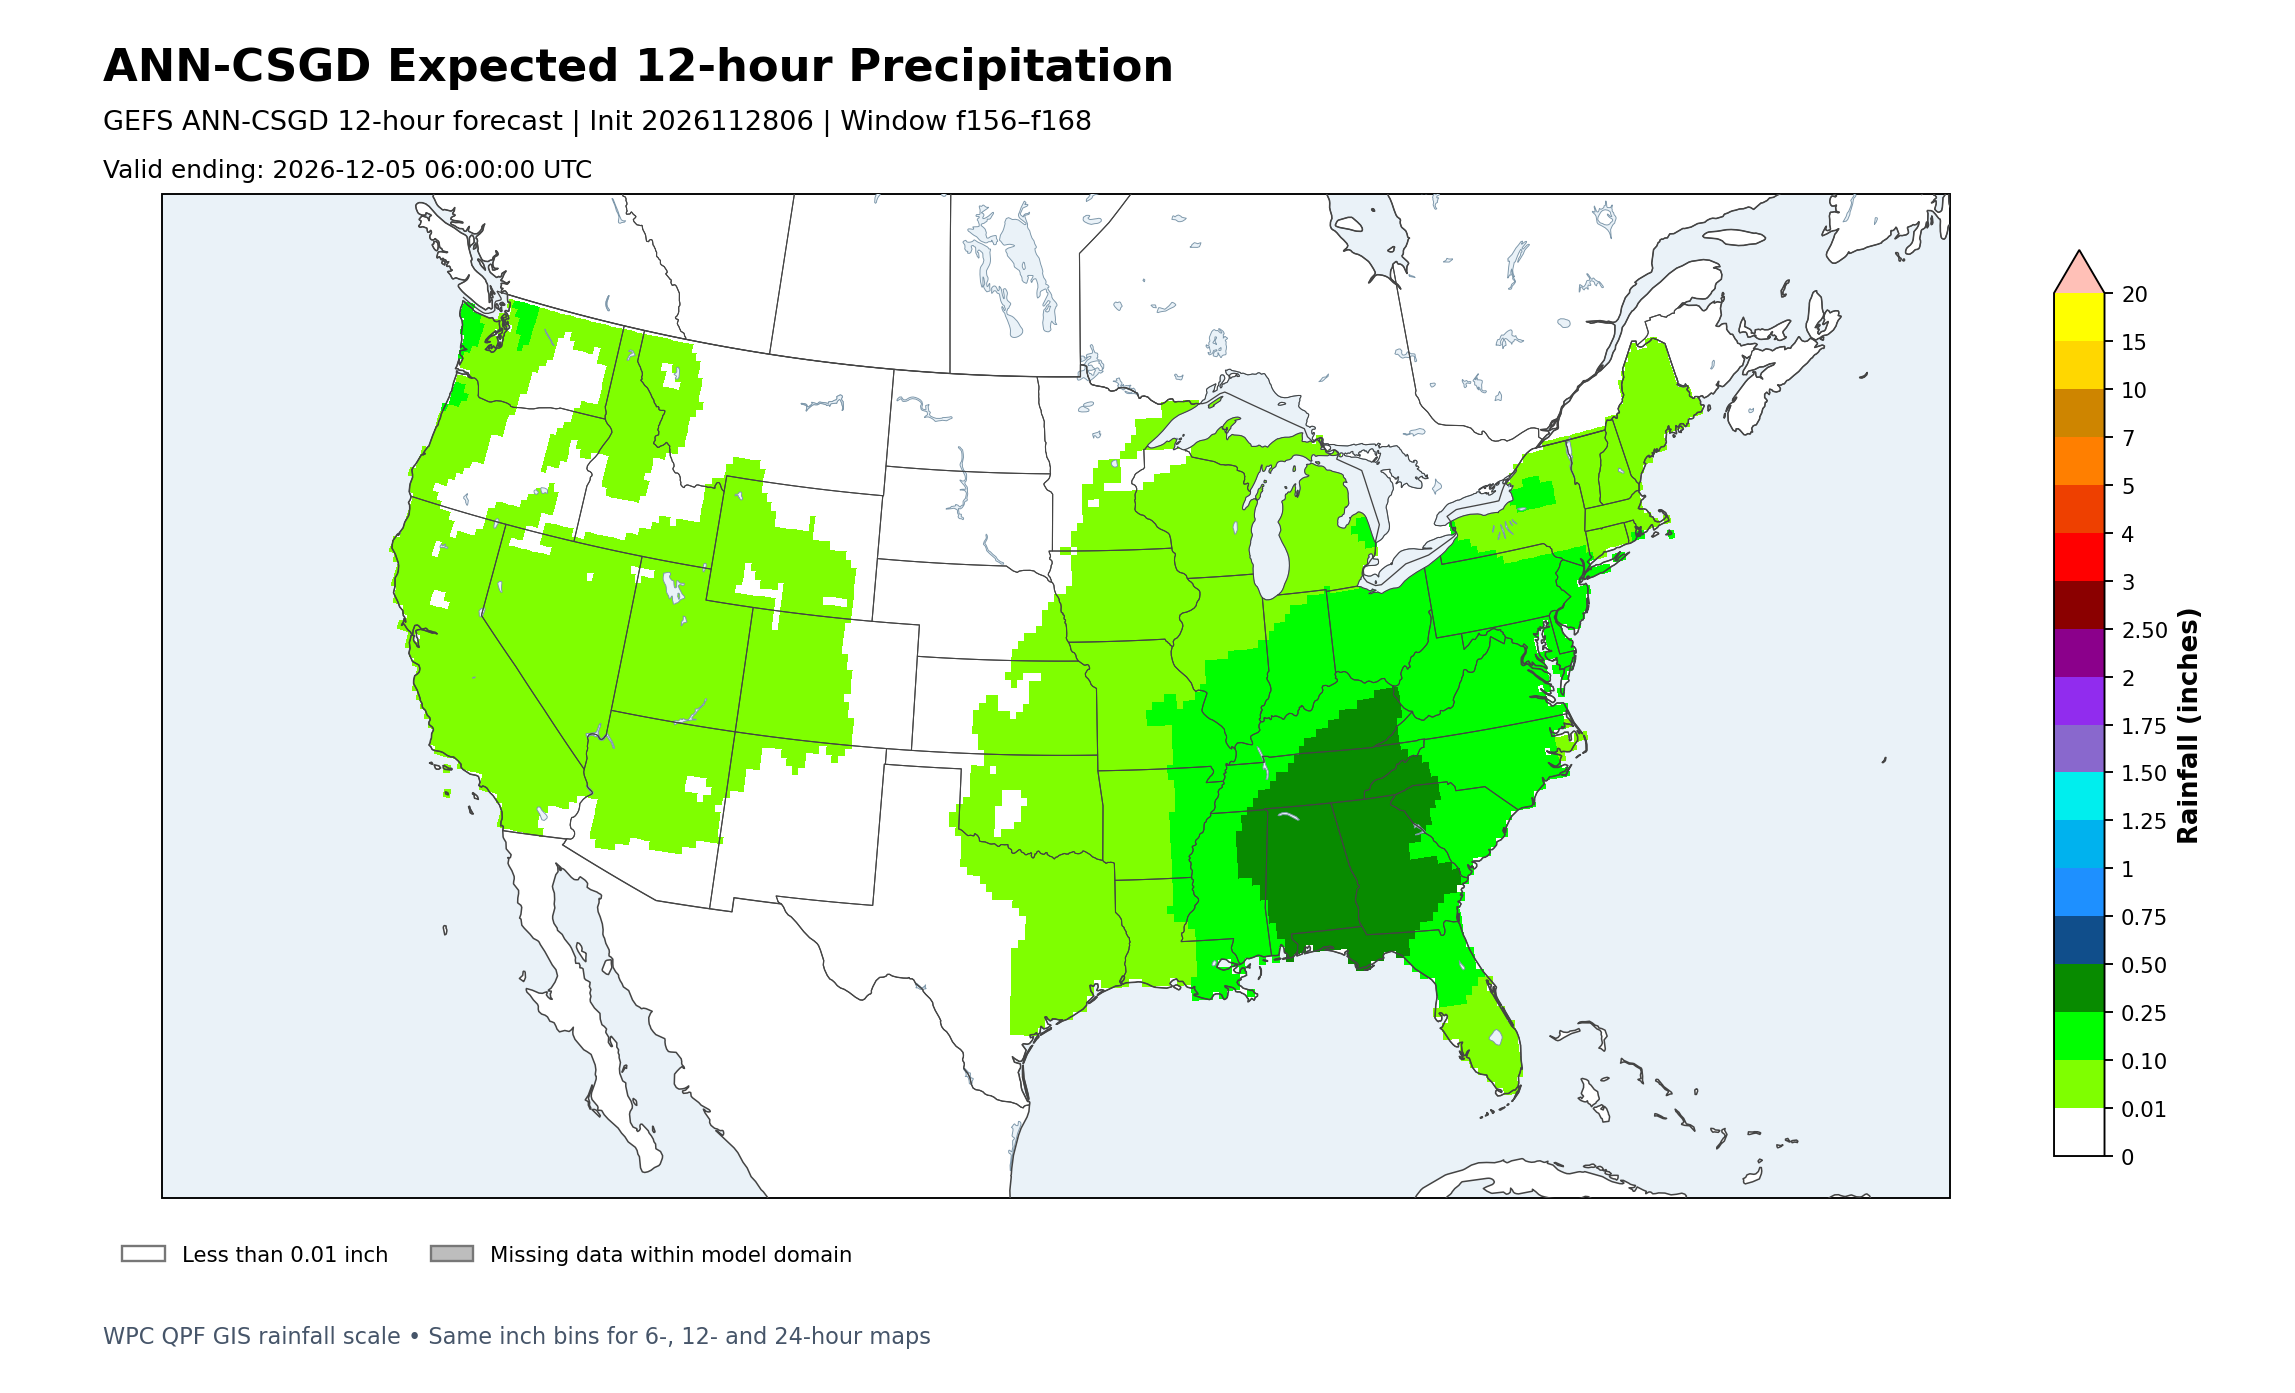 ANN-CSGD Expected 12-hour Precipitation
GEFS ANN-CSGD 12-hour forecast | Init 2026112806 | Window f156–f168
Valid ending: 2026-12-05 06:00:00 UTC
20
15
10
7
5
4
3
2.50
2
1.75
1.50
1.25
1
0.75
0.50
0.25
0.10
0.01
0
Rainfall (inches)
Less than 0.01 inch
Missing data within model domain
WPC QPF GIS rainfall scale • Same inch bins for 6-, 12- and 24-hour maps